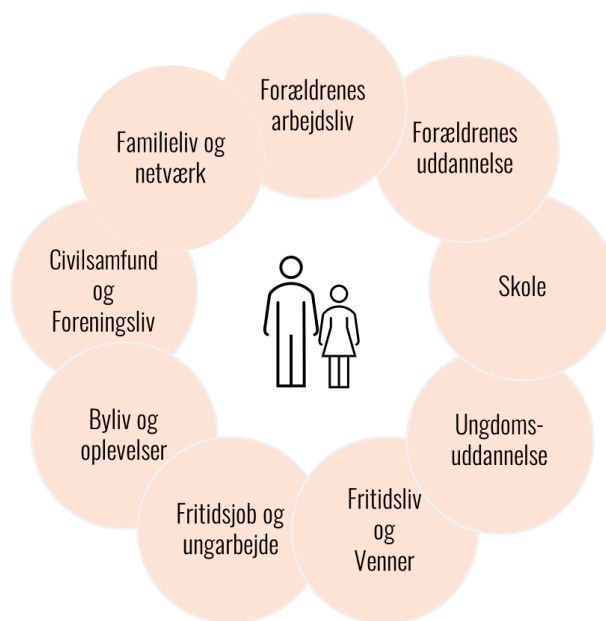 Forældrenes
arbejdsliv
Forældrenes
uddannelse
Skole
Ungdoms-
uddannelse
Fritidsliv
og
Venner
Fritidsjob og
ungarbejde
Byliv og
oplevelser
Civilsamfund
og
Foreningsliv
Familieliv og
netværk